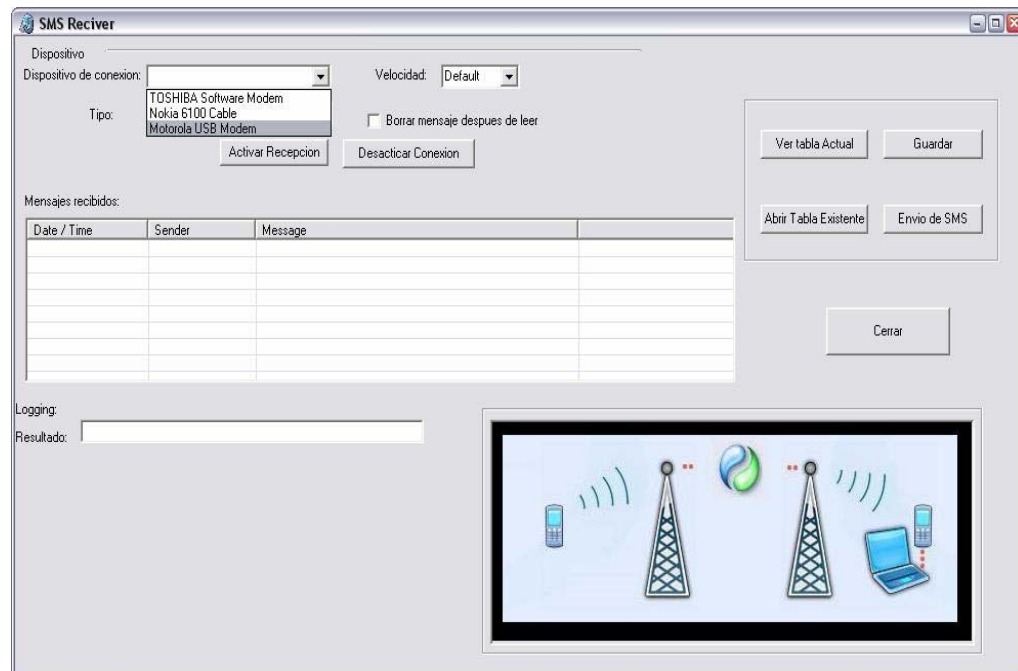 SMS Reciver
Dispositivo
Dispositivo de conexion:
Velocidad: Default
TOSHIBA Software Modem
Nokia 6100 Cable
Motorola USB Modem
Tipo:
Borrar mensaje despues de leer
Activar Recepcion
Desacticar Conexion
Ver tabla Actual
Guardar
Abrir Tabla Existente
Envio de SMS
Mensajes recibidos:
Date / Time Sender Message
Cerrar
Logging:
Resultado: